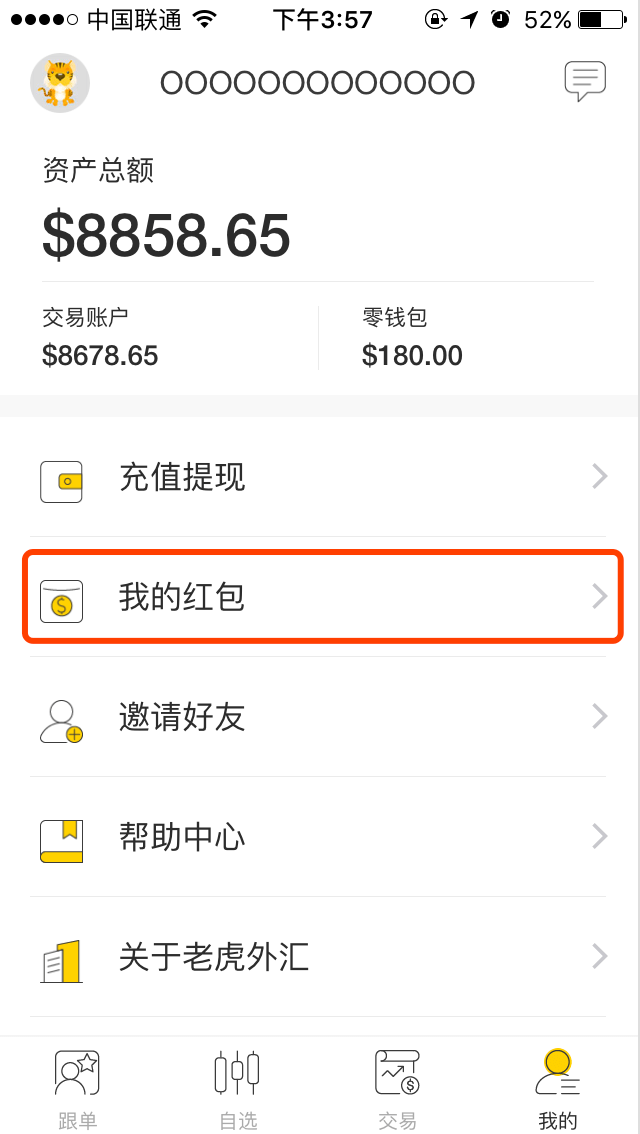 中国联通 下午3:57 52%
OOOOOOOOOOOOO
资产总额
$8858.65
交易账户 零钱包
$8678.65 $180.00
充值提现
我的红包
邀请好友
帮助中心
关于老虎外汇
跟单 自选 交易 我的